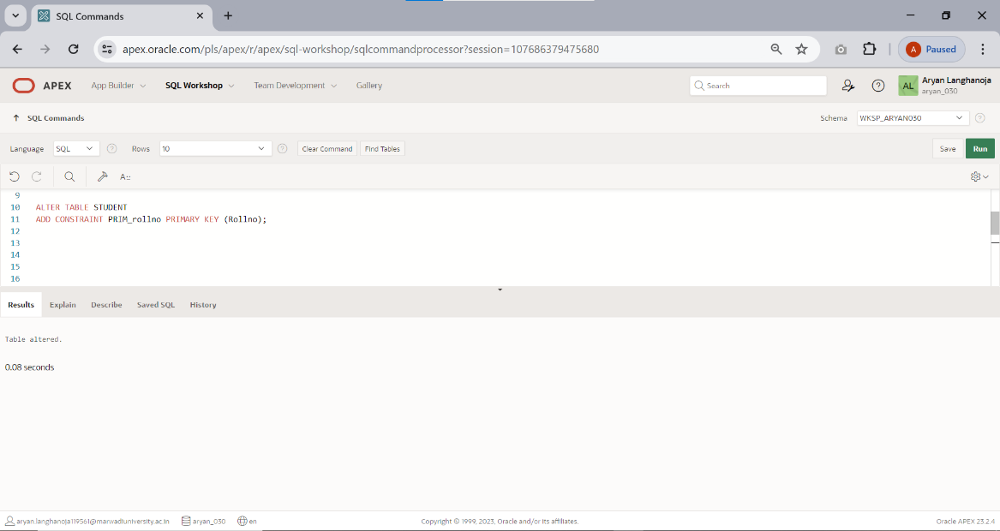 SQL Commands
apex.oracle.com/pls/apex/r/apex/sql-workshop/sqlcommandprocessor?session=107686379475680
A Paused
APEX App Builder SQL Workshop Team Development Gallery Search AL Aryan Langhanoja
aryan_030
SQL Commands Schema WKSP_ARYAN030
Language SQL Rows 10 Clear Command Find Tables Save Run
A::
9
10 ALTER TABLE STUDENT
11 ADD CONSTRAINT PRIM_rollno PRIMARY KEY (Rollno);
12
13
14
15
16
Results Explain Describe Saved SQL History
Table altered.
0.08 seconds
aryan.langhanoja119561@marwadiuniversity.ac.in aryan_030 en Copyright © 1999, 2023, Oracle and/or its affiliates. Oracle APEX 23.2.4